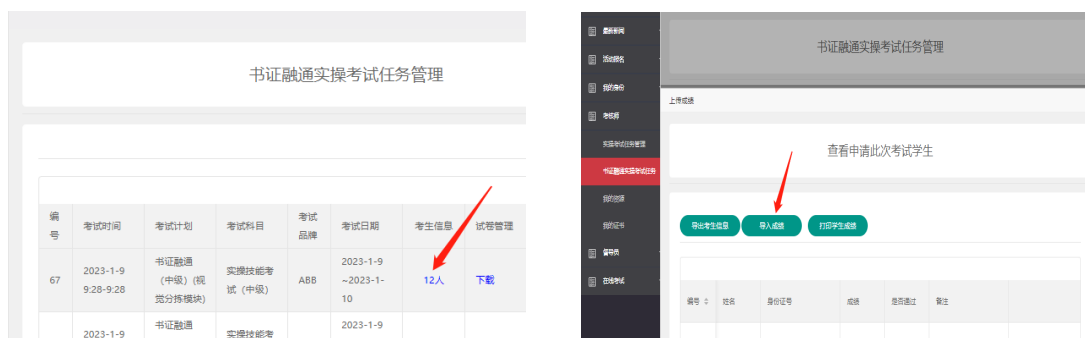 书证融通实操考试任务管理
编号
考试时间
考试计划
考试科目
考试品牌
考试日期
考生信息
试卷管理
67
2023-1-9
9:28-9:28
书证融通
（中级）(视
觉分拣模块)
实操技能考
试（中级）
ABB
2023-1-9
~2023-1-
10
12人
下载
2023-1-9
书证融通
实操技能考
2023-1-9
最新新闻
活动报名
我的身份
考核师
实操考试任务管理
书证融通实操考试任务
我的资源
我的证书
督导员
在线考试
书证融通实操考试任务管理
上传成绩
查看申请此次考试学生
导出考生信息
导入成绩
打印学生成绩
编号
姓名
身份证号
成绩
是否通过
备注